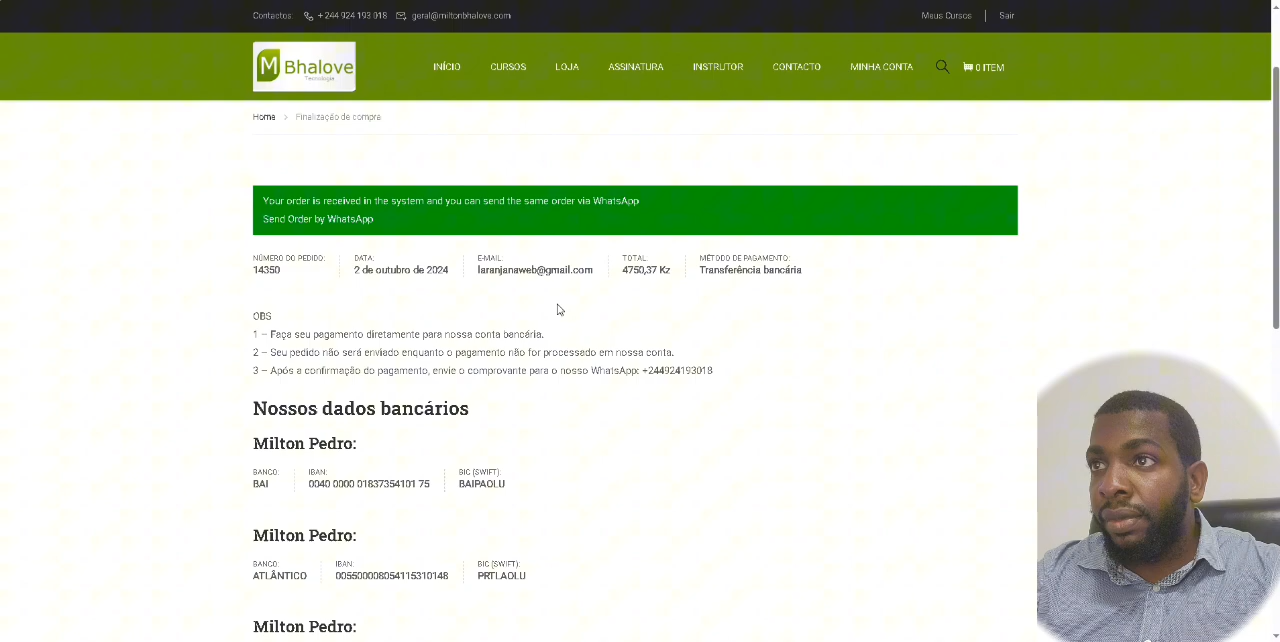 Contactos: + 244 924 193 018 geral@miltonbhalove.com Meus Cursos Sair
M Bhalove
Tecnologia
INÍCIO CURSOS LOJA ASSINATURA INSTRUTOR CONTACTO MINHA CONTA 0 ITEM
Home > Finalização de compra
Your order is received in the system and you can send the same order via WhatsApp
Send Order by WhatsApp
NÚMERO DO PEDIDO: DATA: E-MAIL: TOTAL: MÉTODO DE PAGAMENTO:
14350 2 de outubro de 2024 laranjanaweb@gmail.com 4750,37 Kz Transferência bancária
OBS
1 – Faça seu pagamento diretamente para nossa conta bancária.
2 – Seu pedido não será enviado enquanto o pagamento não for processado em nossa conta.
3 – Após a confirmação do pagamento, envie o comprovante para o nosso WhatsApp: +244924193018
Nossos dados bancários
Milton Pedro:
BANCO: IBAN: BIC (SWIFT):
BAI 0040 0000 01837354101 75 BAIPAOLU
Milton Pedro:
BANCO: IBAN: BIC (SWIFT):
ATLÂNTICO 005500008054115310148 PRTLAOLU
Milton Pedro: